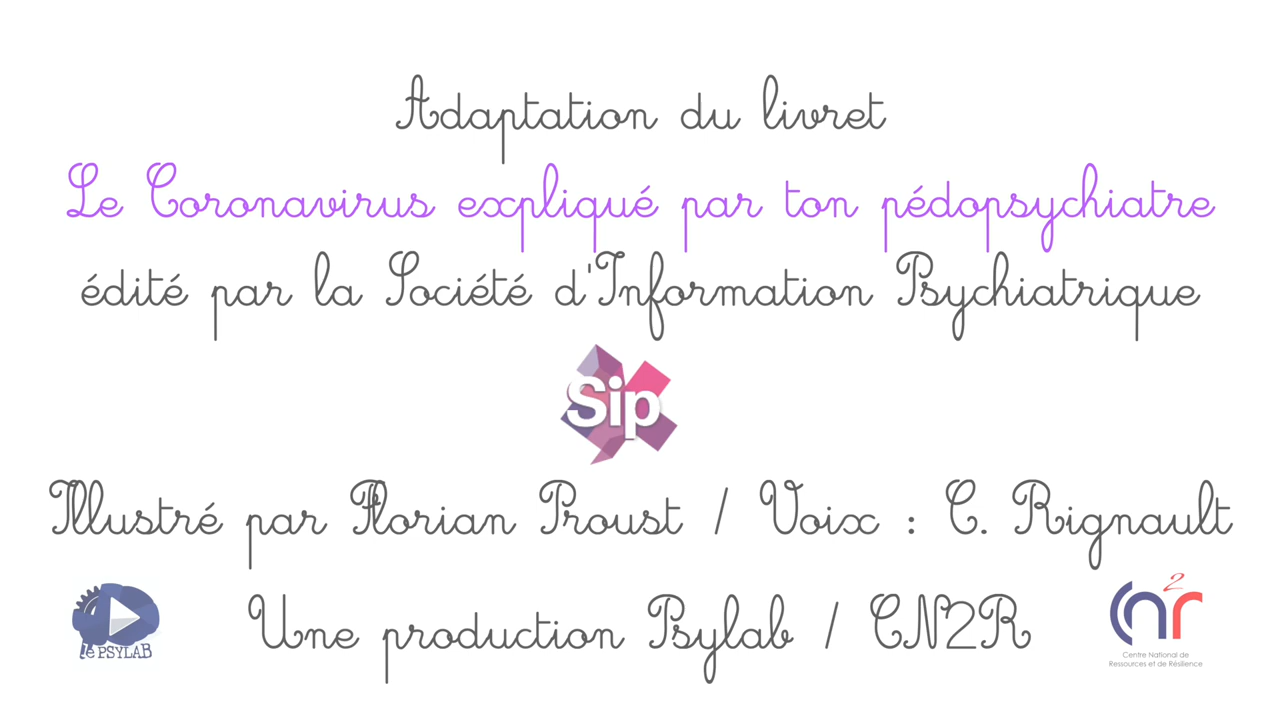 Adaptation du livret
Le Coronavirus expliqué par ton pédopsychiatre
édité par la Société d'Information Psychiatrique
Sip
Illustré par Florian Proust / Voix : C. Rignault
Une production Psylab / CN2R
le PSYLAB
Cn2r
Centre National de
Ressources et de Résilience